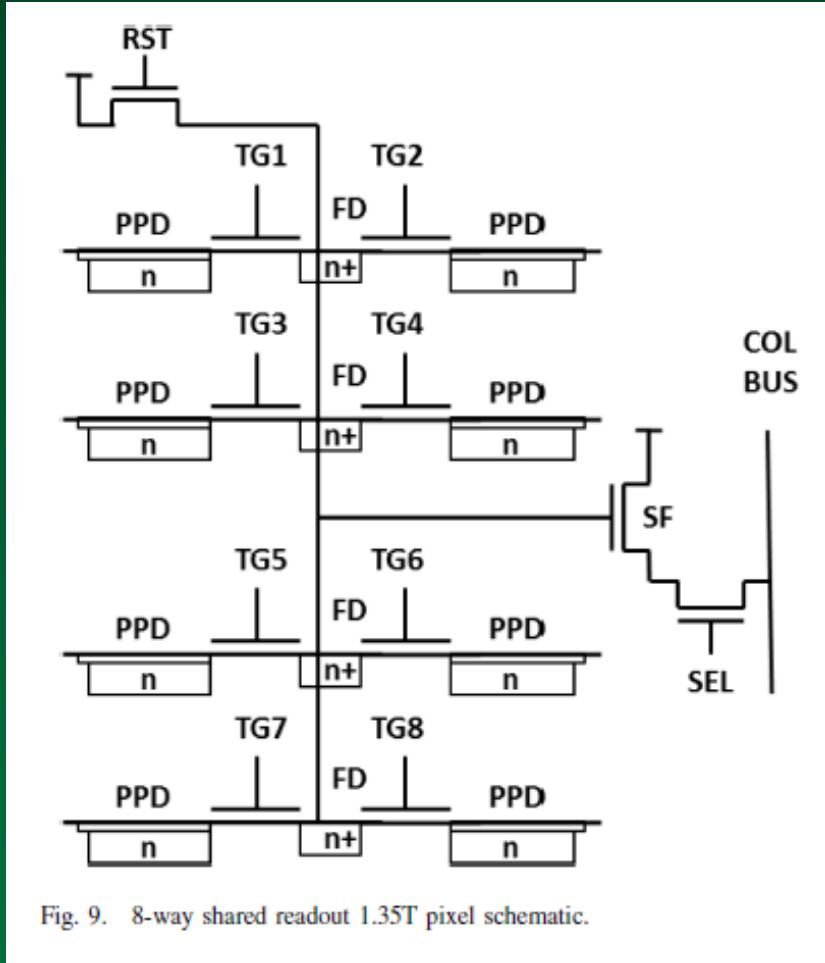 RST
TG1 TG2
PPD FD PPD
n n+ n
TG3 TG4
COL
BUS
PPD FD PPD
n n+ n
SF
TG5 TG6
PPD FD PPD
n n+ n
SEL
TG7 TG8
PPD FD PPD
n n+ n
Fig. 9. 8-way shared readout 1.35T pixel schematic.